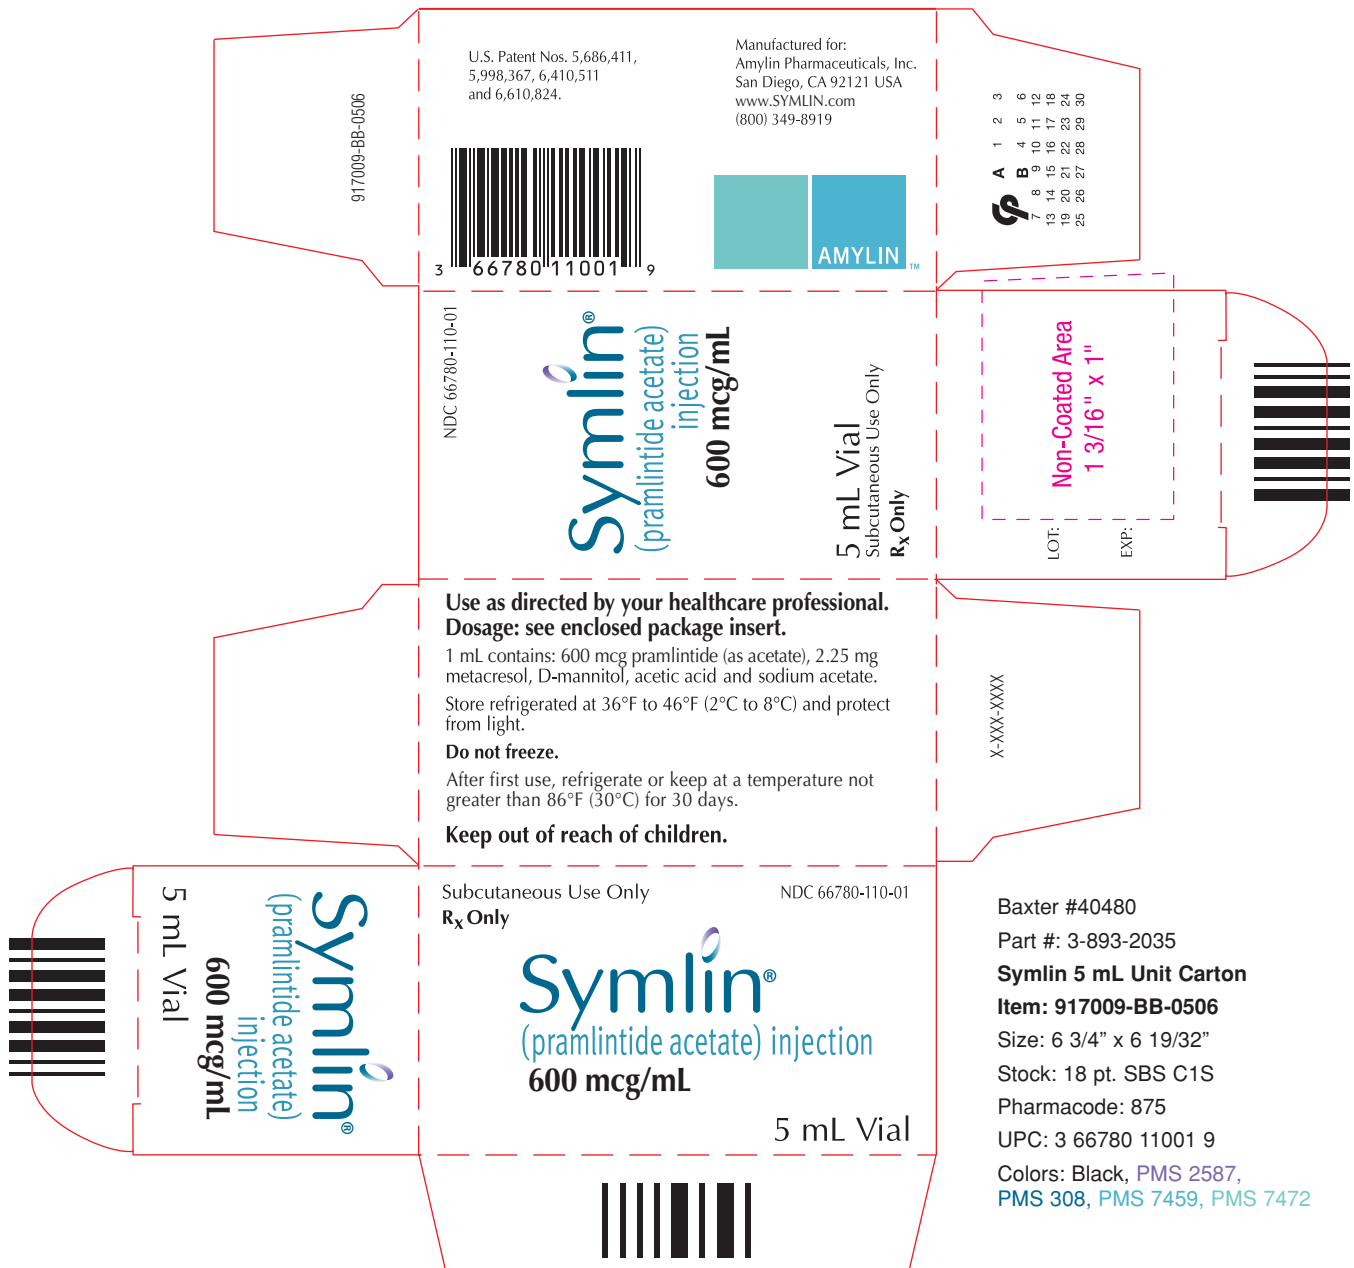 917009-BB-0506
U.S. Patent Nos. 5,686,411,
5,998,367, 6,410,511
and 6,610,824.
3 66780 11001 9
Manufactured for:
Amylin Pharmaceuticals, Inc.
San Diego, CA 92121 USA
www.SYMLIN.com
(800) 349-8919
AMYLIN™
A 1 2 3
B 4 5 6
7 8 9 10 11 12
13 14 15 16 17 18
19 20 21 22 23 24
25 26 27 28 29 30
NDC 66780-110-01
Symlin®
(pramlintide acetate)
injection
600 mcg/mL
5 mL Vial
Subcutaneous Use Only
Rx Only
Non-Coated Area
1 3/16" x 1"
LOT:
EXP:
Use as directed by your healthcare professional.
Dosage: see enclosed package insert.
1 mL contains: 600 mcg pramlintide (as acetate), 2.25 mg
metacresol, D-mannitol, acetic acid and sodium acetate.
Store refrigerated at 36°F to 46°F (2°C to 8°C) and protect
from light.
Do not freeze.
After first use, refrigerate or keep at a temperature not
greater than 86°F (30°C) for 30 days.
Keep out of reach of children.
X-XXX-XXXX
Symlin®
(pramlintide acetate)
injection
600 mcg/mL
5 mL Vial
Subcutaneous Use Only
Rx Only
NDC 66780-110-01
Symlin®
(pramlintide acetate) injection
600 mcg/mL
5 mL Vial
Baxter #40480
Part #: 3-893-2035
Symlin 5 mL Unit Carton
Item: 917009-BB-0506
Size: 6 3/4” x 6 19/32”
Stock: 18 pt. SBS C1S
Pharmacode: 875
UPC: 3 66780 11001 9
Colors: Black, PMS 2587,
PMS 308, PMS 7459, PMS 7472